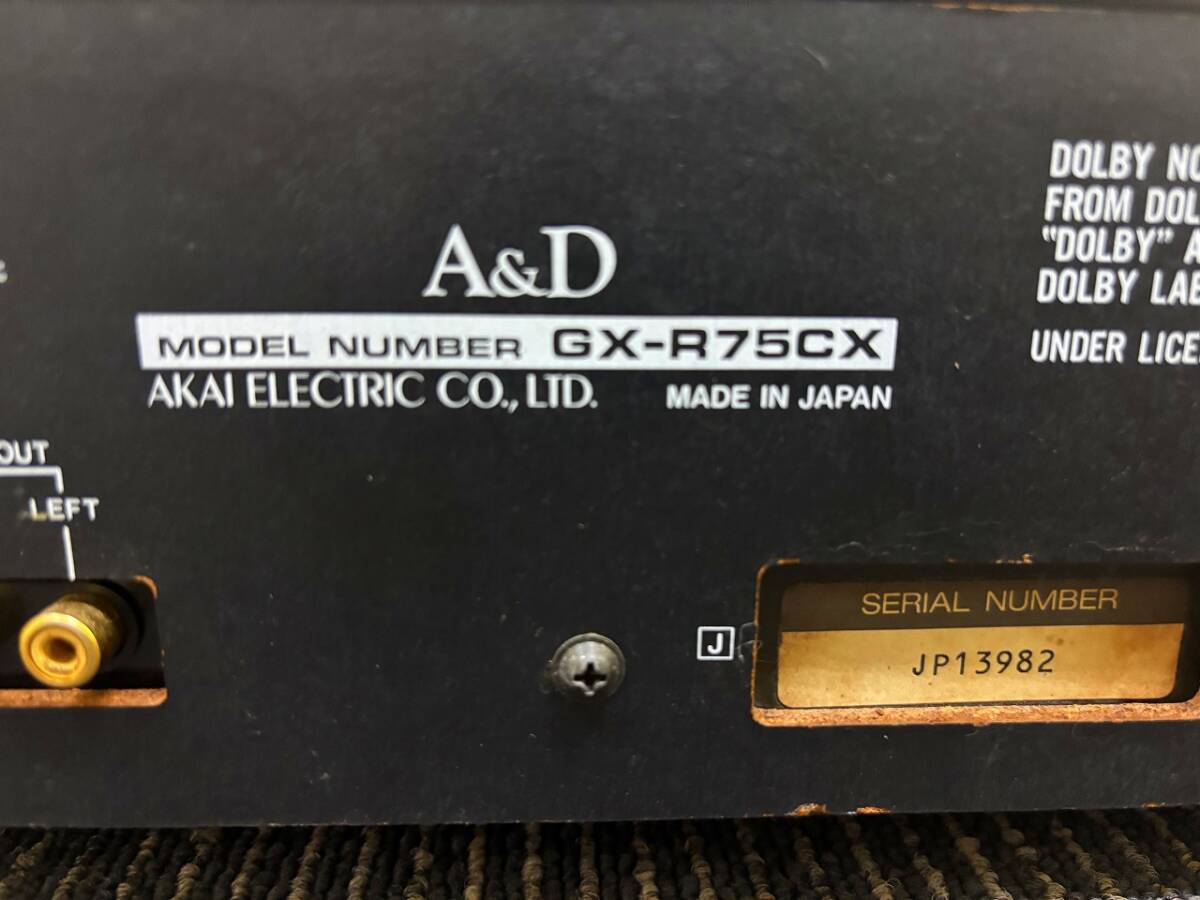 A&D
MODEL NUMBER GX-R75CX
AKAI ELECTRIC CO., LTD. MADE IN JAPAN
DOLBY
FROM
"DOLBY"
DOLBY
UNDER
OUT
LEFT
J
SERIAL NUMBER
JP13982